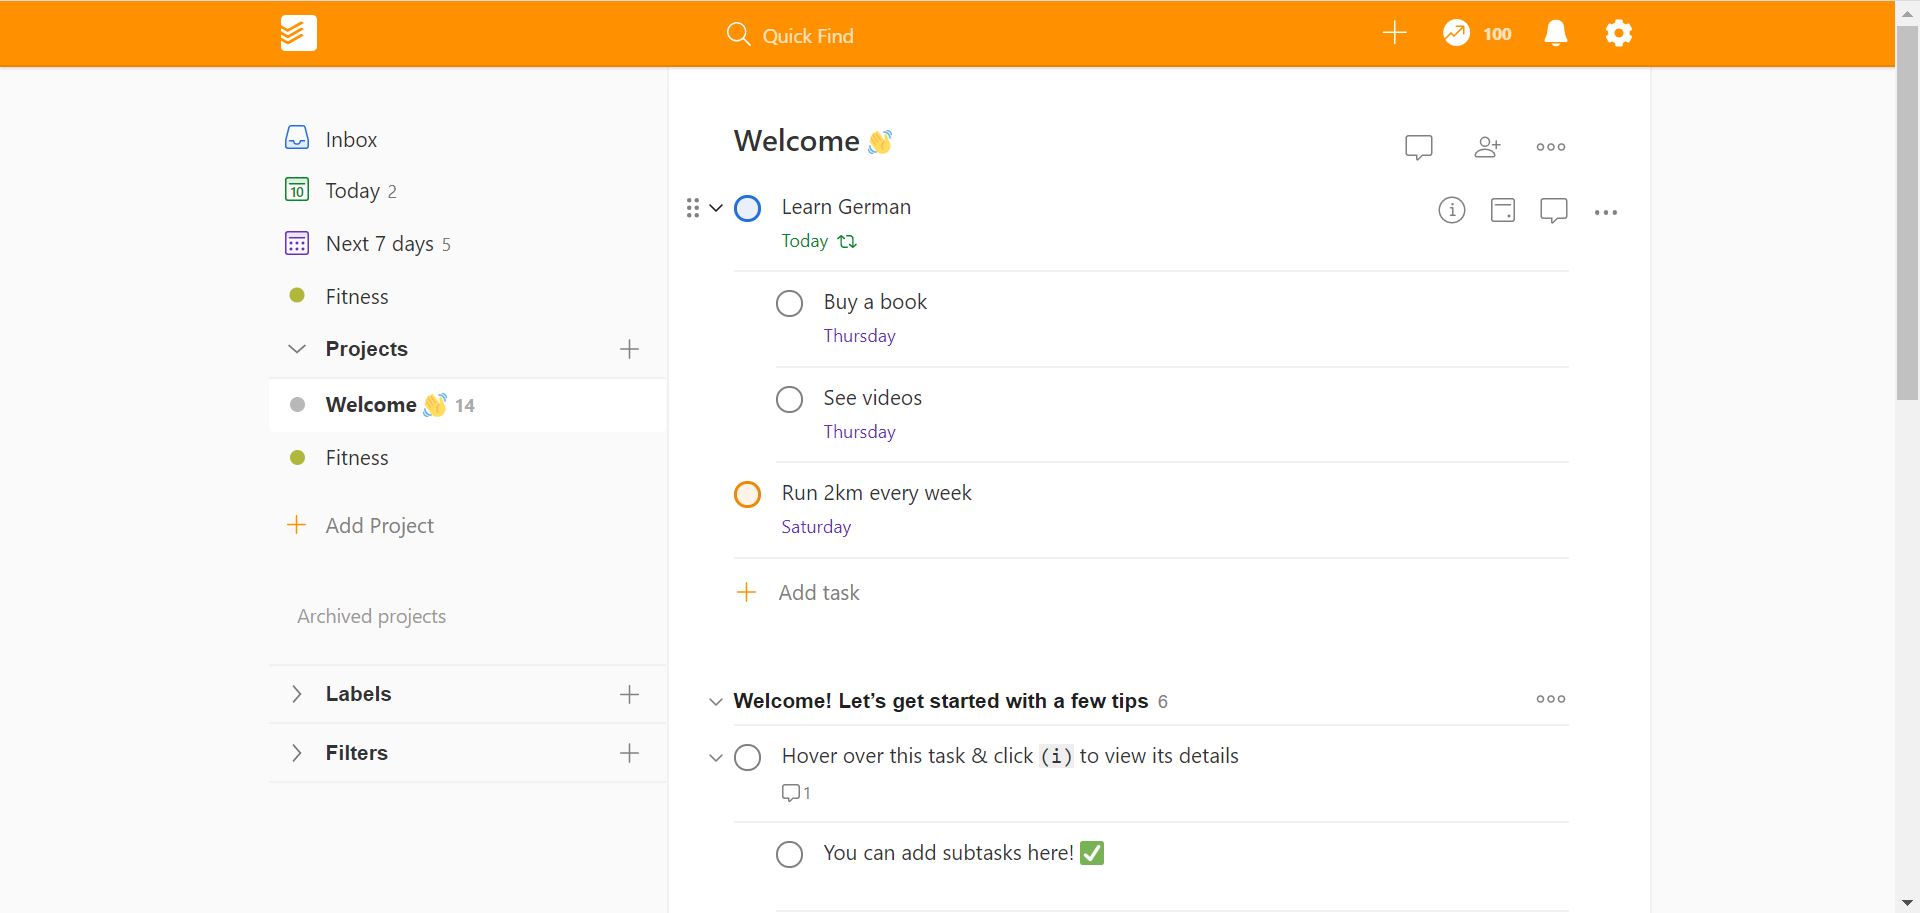 Quick Find
100
Inbox
10
Today 2
Next 7 days 5
Fitness
Projects
Welcome 👋 14
Fitness
Add Project
Archived projects
Labels
Filters
Welcome 👋
Learn German
Today
Buy a book
Thursday
See videos
Thursday
Run 2km every week
Saturday
Add task
Welcome! Let’s get started with a few tips 6
Hover over this task & click (i) to view its details
1
You can add subtasks here! ✅